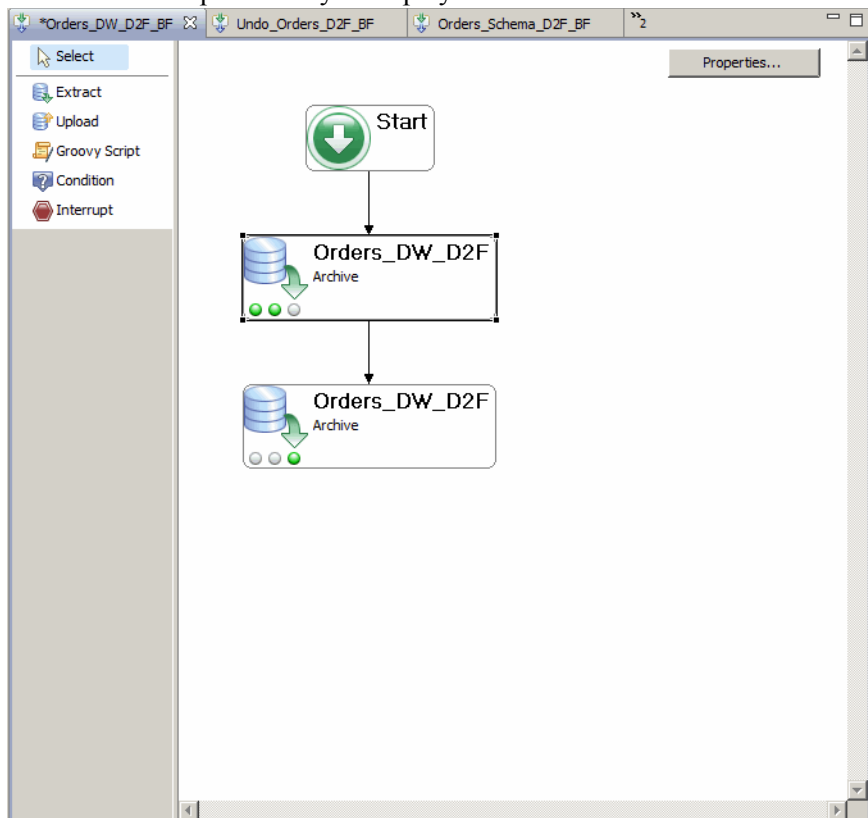 *Orders_DW_D2F_BF Undo_Orders_D2F_BF Orders_Schema_D2F_BF »2
Select
Properties...
Extract
Upload
Groovy Script
Condition
Interrupt
Start
Orders_DW_D2F
Archive
Orders_DW_D2F
Archive